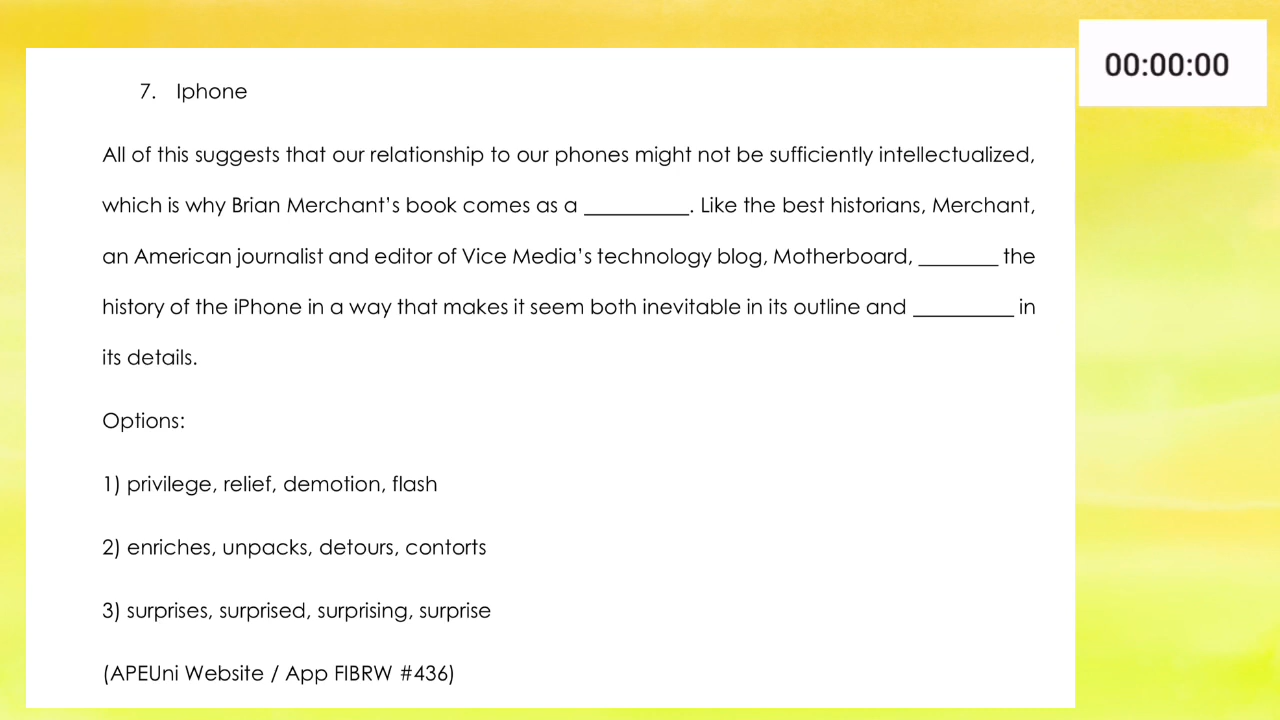 00:00:00
7. Iphone
All of this suggests that our relationship to our phones might not be sufficiently intellectualized,
which is why Brian Merchant’s book comes as a __________. Like the best historians, Merchant,
an American journalist and editor of Vice Media’s technology blog, Motherboard, ________ the
history of the iPhone in a way that makes it seem both inevitable in its outline and __________ in
its details.
Options:
1) privilege, relief, demotion, flash
2) enriches, unpacks, detours, contorts
3) surprises, surprised, surprising, surprise
(APEUni Website / App FIBRW #436)